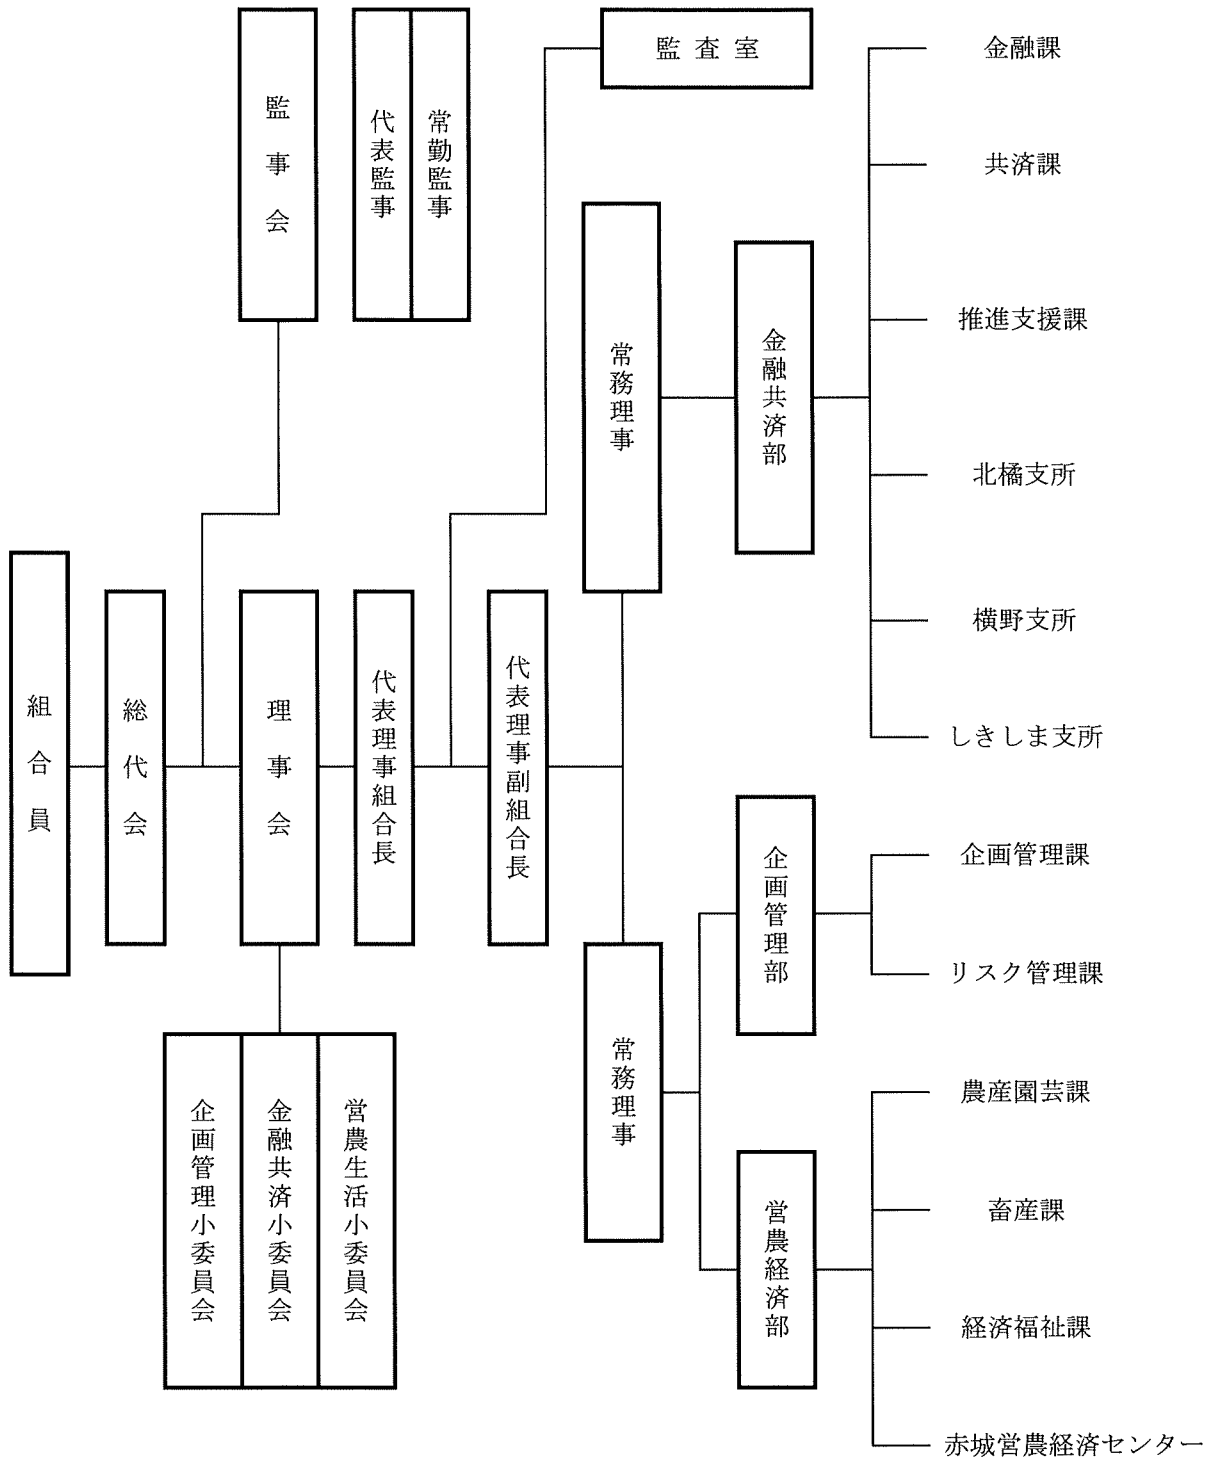 組合員
総代会
監事会
代表監事
常勤監事
理事会
企画管理小委員会
金融共済小委員会
営農生活小委員会
代表理事組合長
監査室
代表理事副組合長
常務理事
金融共済部
金融課
共済課
推進支援課
北橘支所
横野支所
しきしま支所
常務理事
企画管理部
企画管理課
リスク管理課
営農経済部
農産園芸課
畜産課
経済福祉課
赤城営農経済センター